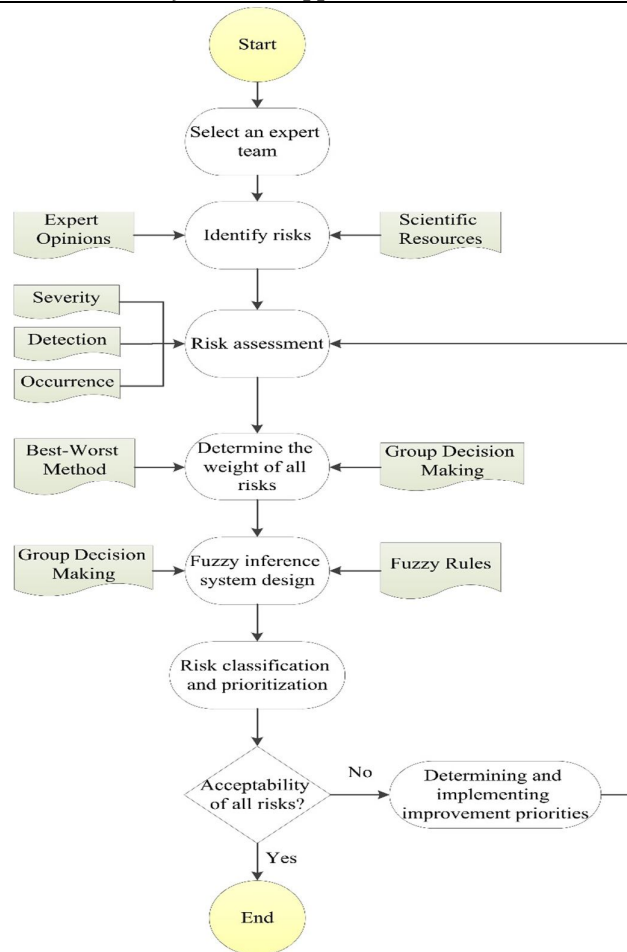 Start
Select an expert
team
Expert
Opinions
Identify risks
Scientific
Resources
Severity
Detection
Occurrence
Risk assessment
Best-Worst
Method
Determine the
weight of all
risks
Group Decision
Making
Group Decision
Making
Fuzzy inference
system design
Fuzzy Rules
Risk classification
and prioritization
Acceptability
of all risks?
No
Determining and
implementing
improvement priorities
Yes
End